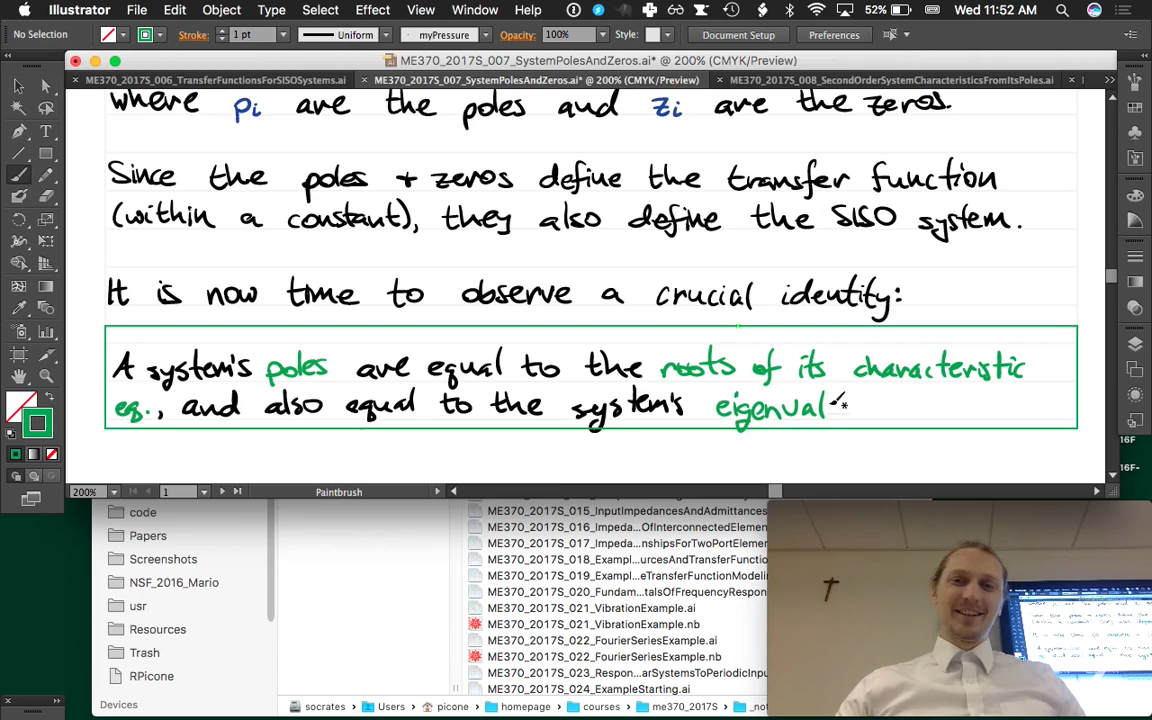 Illustrator File Edit Object Type Select Effect View Window Help 52% Wed 11:52 AM
No Selection Stroke: 1 pt Uniform myPressure Opacity: 100% Style: Document Setup Preferences
ME370_2017S_007_SystemPolesAndZeros.ai* @ 200% (CMYK/Preview)
ME370_2017S_006_TransferFunctionsForSISOSystems.ai ME370_2017S_007_SystemPolesAndZeros.ai* @ 200% (CMYK/Preview) ME370_2017S_008_SecondOrderSystemCharacteristicsFromItsPoles.ai
where pi are the poles and zi are the zeros.
Since the poles + zeros define the transfer function
(within a constant), they also define the SISO system.
It is now time to observe a crucial identity:
A system's poles are equal to the roots of its characteristic
eq., and also equal to the system's eigenval
16F
16F-
200% 1 Paintbrush
code
Papers
Screenshots
NSF_2016_Mario
usr
Resources
Trash
RPicone
Devices
ME370_2017S_015_InputImpedancesAndAdmittances
ME370_2017S_016_Impeda...OfInterconnectedElem
ME370_2017S_017_Impeda...nshipsForTwoPortElem
ME370_2017S_018_Exampl...urcesAndTransferFunc
ME370_2017S_019_Exampl...eTransferFunctionModelin
ME370_2017S_020_Fundam...talsOfFrequencyRespon
ME370_2017S_021_VibrationExample.ai
ME370_2017S_021_VibrationExample.nb
ME370_2017S_022_FourierSeriesExample.ai
ME370_2017S_022_FourierSeriesExample.nb
ME370_2017S_023_Respon...arSystemsToPeriodicInpu
ME370_2017S_024_ExampleStarting.ai
socrates Users picone homepage courses me370_2017S